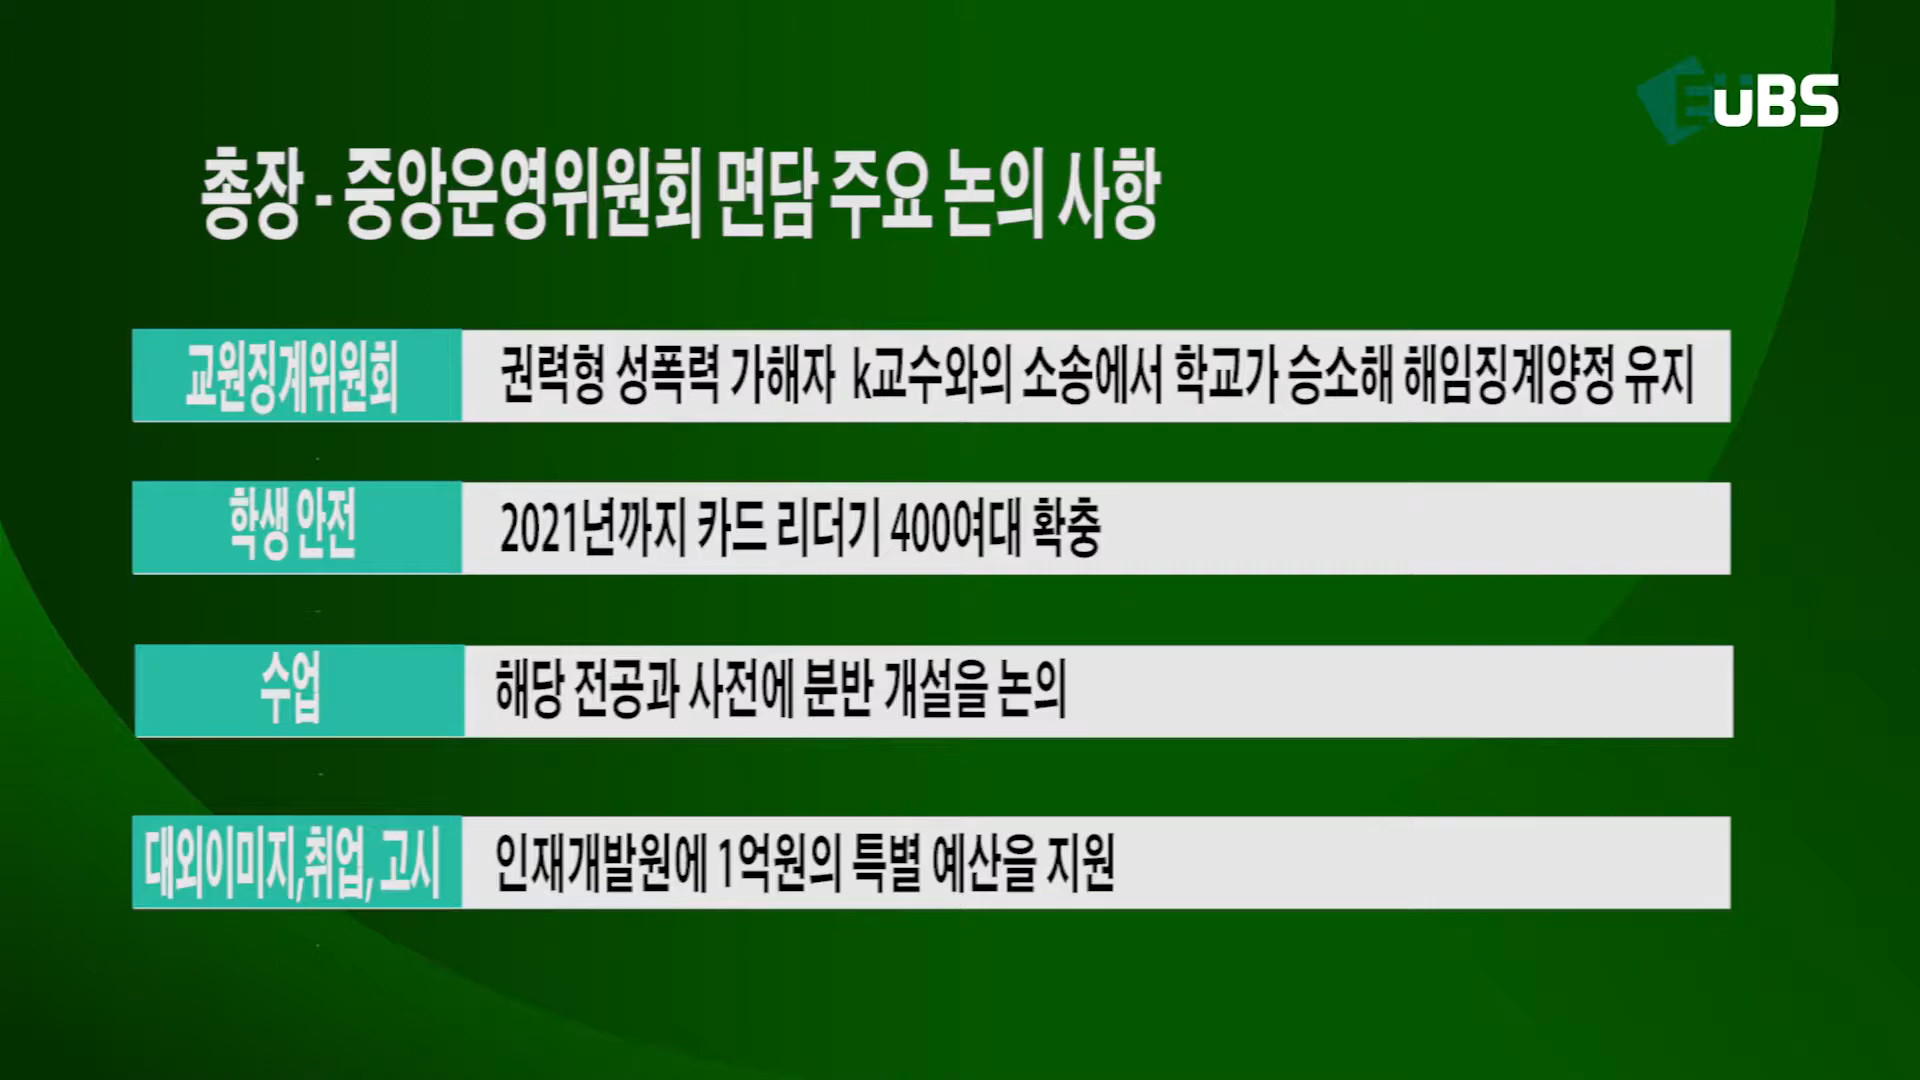 EUBS
총장 - 중앙운영위원회 면담 주요 논의 사항
교원징계위원회 권력형 성폭력 가해자 k교수와의 소송에서 학교가 승소해 해임징계양정 유지
학생 안전 2021년까지 카드 리더기 400여대 확충
수업 해당 전공과 사전에 분반 개설을 논의
대외이미지,취업, 고시 인재개발원에 1억원의 특별 예산을 지원